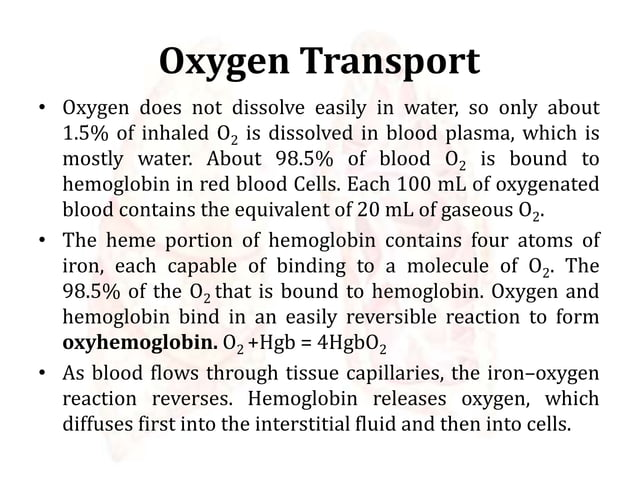 Oxygen Transport
• Oxygen does not dissolve easily in water, so only about
1.5% of inhaled O₂ is dissolved in blood plasma, which is
mostly water. About 98.5% of blood O₂ is bound to
hemoglobin in red blood Cells. Each 100 mL of oxygenated
blood contains the equivalent of 20 mL of gaseous O₂.
• The heme portion of hemoglobin contains four atoms of
iron, each capable of binding to a molecule of O₂. The
98.5% of the O₂ that is bound to hemoglobin. Oxygen and
hemoglobin bind in an easily reversible reaction to form
oxyhemoglobin. O₂ +Hgb = 4HgbO₂
• As blood flows through tissue capillaries, the iron–oxygen
reaction reverses. Hemoglobin releases oxygen, which
diffuses first into the interstitial fluid and then into cells.